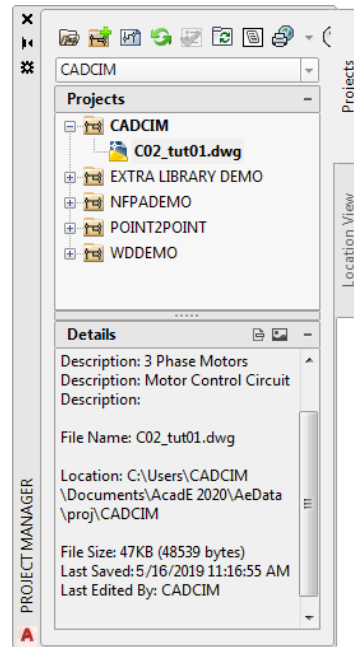 CADCIM
Projects
CADCIM
C02_tut01.dwg
EXTRA LIBRARY DEMO
NFPADEMO
POINT2POINT
WDDEMO
Details
Description: 3 Phase Motors
Description: Motor Control Circuit
Description:
File Name: C02_tut01.dwg
Location: C:\Users\CADCIM
\Documents\AcadE 2020\AeData
\proj\CADCIM
File Size: 47KB (48539 bytes)
Last Saved: 5/16/2019 11:16:55 AM
Last Edited By: CADCIM
Projects
Location View
PROJECT MANAGER
A